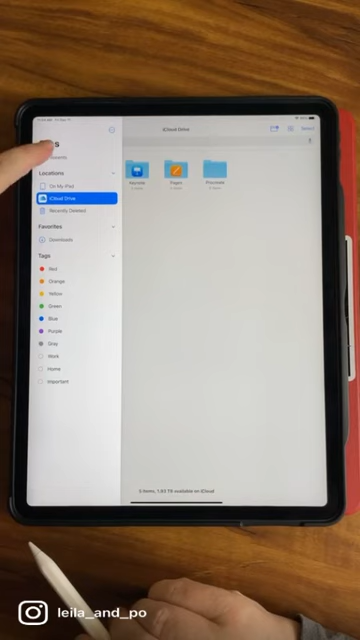 iCloud Drive
Select
Locations
On My iPad
iCloud Drive
Recently Deleted
Favorites
Downloads
Tags
Red
Orange
Yellow
Green
Blue
Purple
Gray
Work
Home
Important
Keynote
Pages
Procreate
leila_and_po